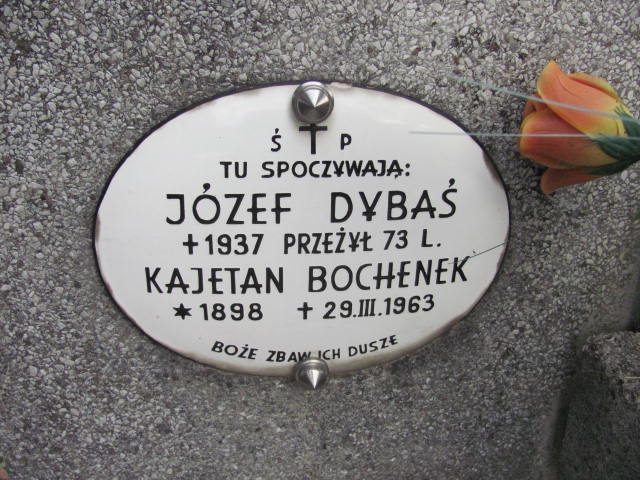 Ś † P
TU SPOCZYWAJĄ:
JÓZEF DYBAŚ
+ 1937 PRZEŻYŁ 73 L.
KAJETAN BOCHENEK
* 1898 + 29.III.1963
BOŻE ZBAW ICH DUSZE